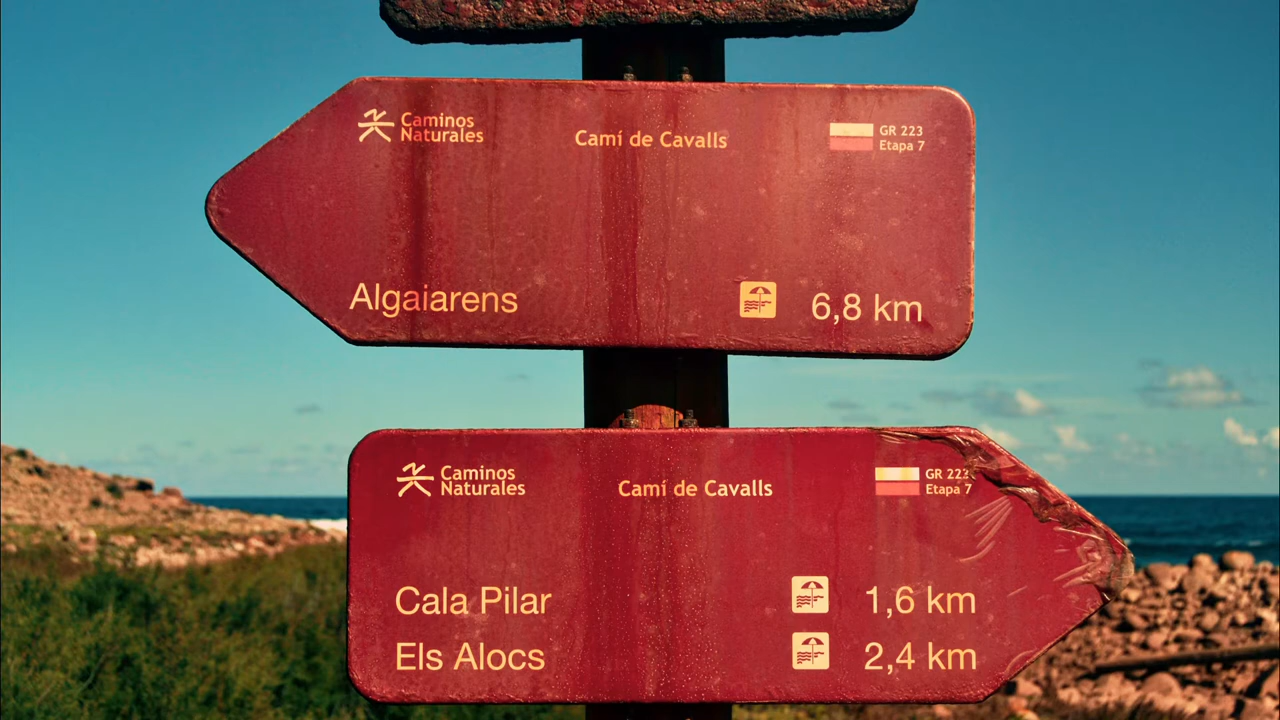 Caminos
Naturales
Camí de Cavalls
GR 223
Etapa 7
Algaiarens
6,8 km
Caminos
Naturales
Camí de Cavalls
GR 223
Etapa 7
Cala Pilar
1,6 km
Els Alocs
2,4 km